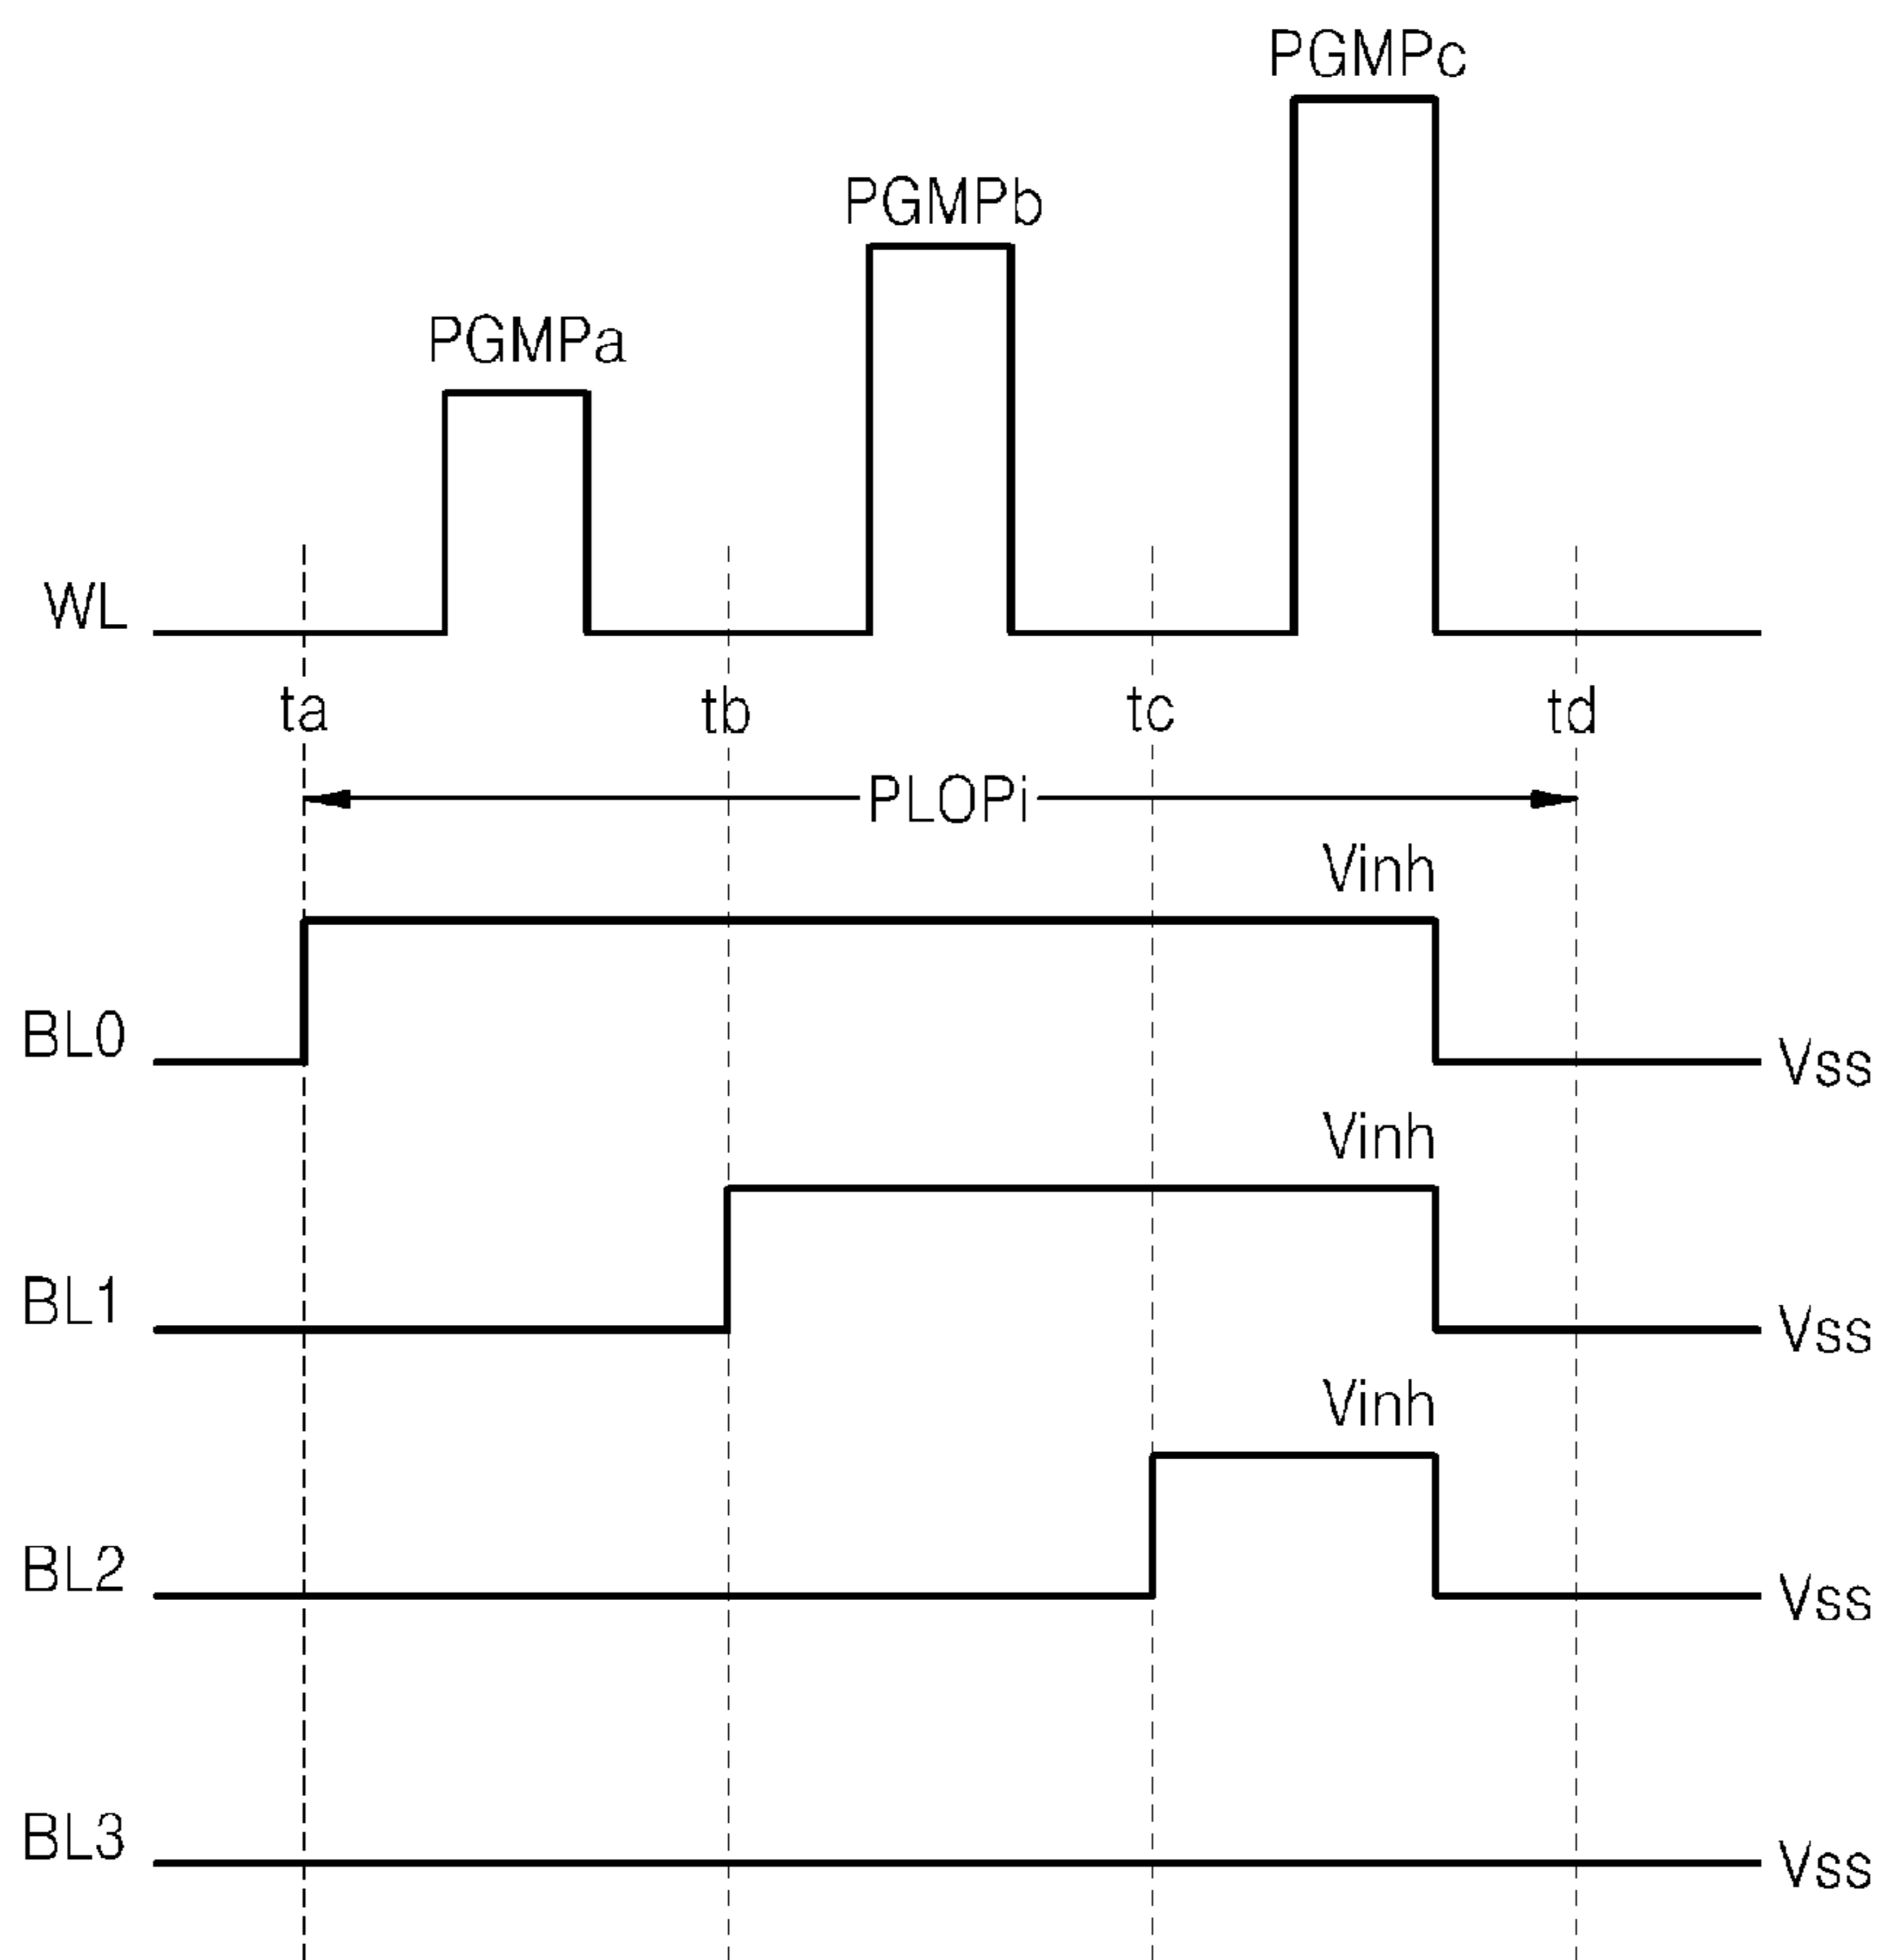 PGMPc
PGMPb
PGMPa
WL
ta tb tc td
PLOPi
Vinh
BL0 Vss
Vinh
BL1 Vss
Vinh
BL2 Vss
BL3 Vss